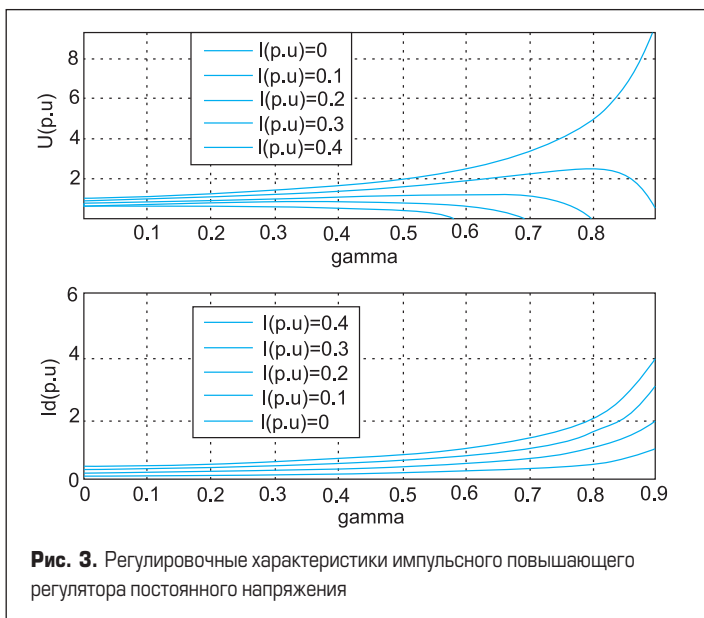 8
6
4
2
U(p.u)
I(p.u)=0
I(p.u)=0.1
I(p.u)=0.2
I(p.u)=0.3
I(p.u)=0.4
0.1 0.2 0.3 0.4 0.5 0.6 0.7 0.8
gamma
6
4
2
0
Id(p.u)
I(p.u)=0.4
I(p.u)=0.3
I(p.u)=0.2
I(p.u)=0.1
I(p.u)=0
0 0.1 0.2 0.3 0.4 0.5 0.6 0.7 0.8 0.9
gamma
Рис. 3. Регулировочные характеристики импульсного повышающего
регулятора постоянного напряжения